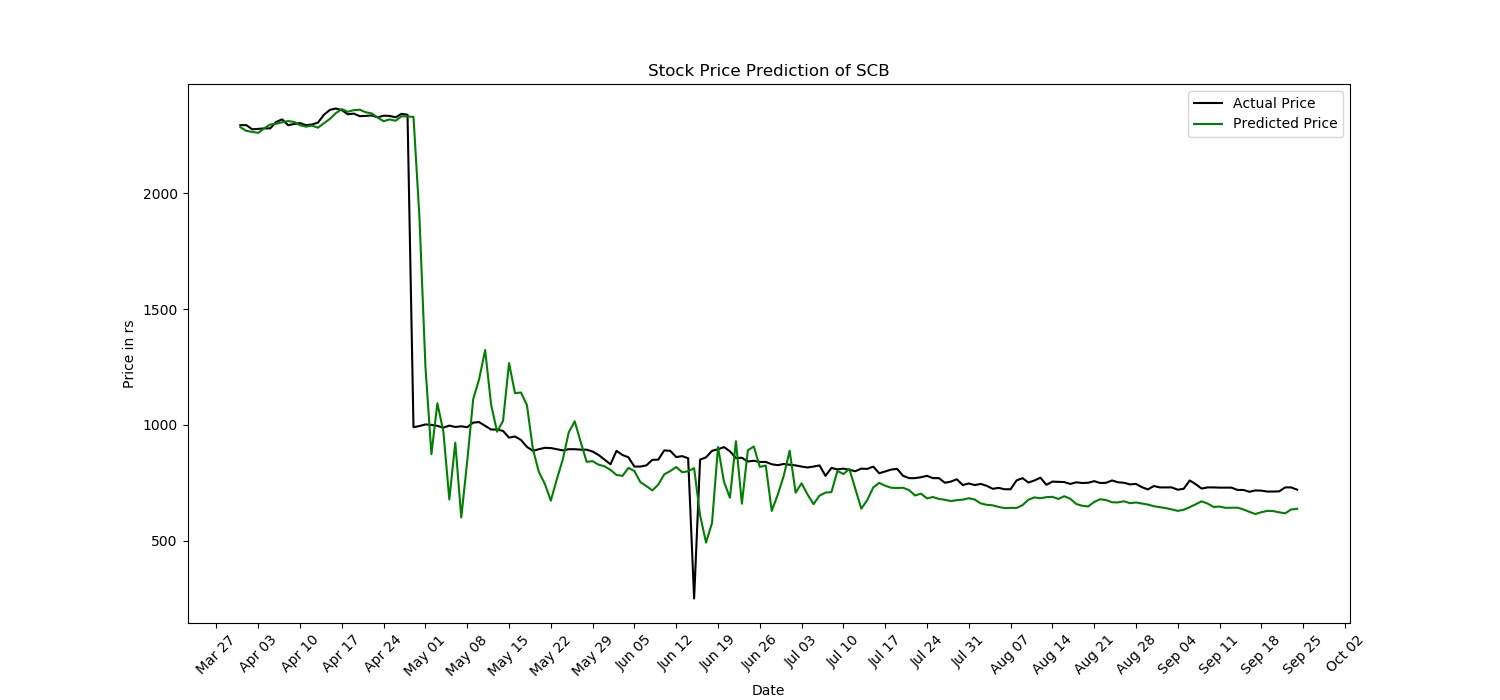 Stock Price Prediction of SCB
Actual Price
Predicted Price
2000
1500
1000
500
Price in rs
Mar 27
Apr 03
Apr 10
Apr 17
Apr 24
May 01
May 08
May 15
May 22
May 29
Jun 05
Jun 12
Jun 19
Jun 26
Jul 03
Jul 10
Jul 17
Jul 24
Jul 31
Aug 07
Aug 14
Aug 21
Aug 28
Sep 04
Sep 11
Sep 18
Sep 25
Oct 02
Date